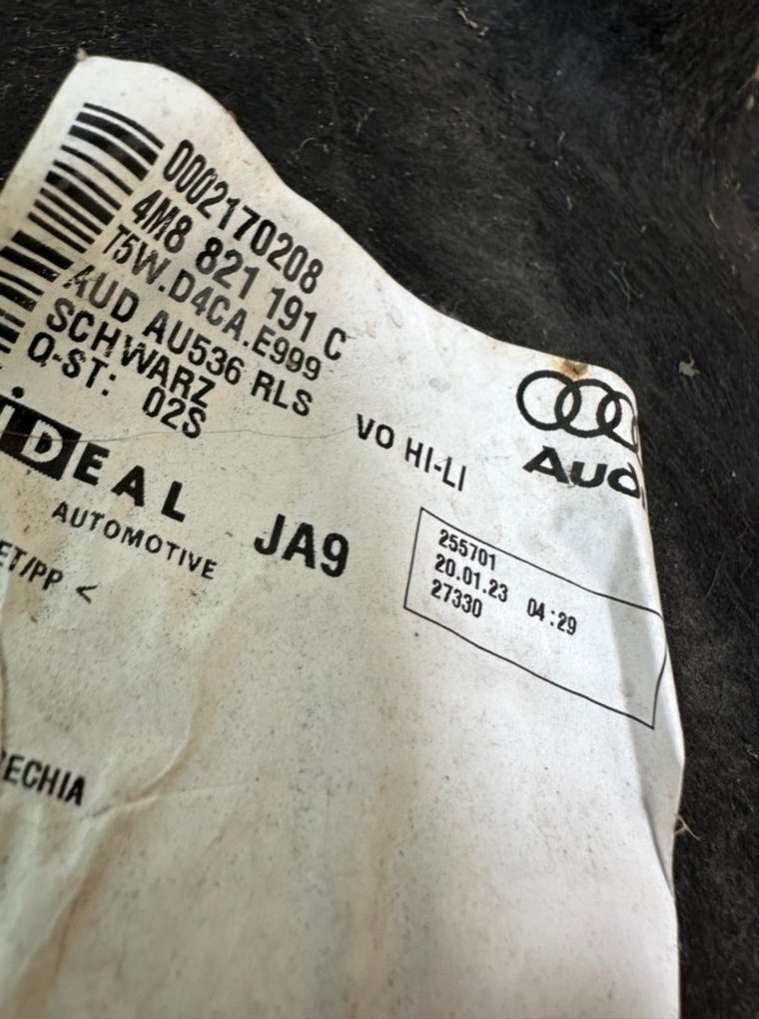 0002170208
4M8 821 191 C
T5W.D4CA.E999
AUD AU536 RLS VO HI-LI
SCHWARZ
Q-ST: 02S
IDEAL
AUTOMOTIVE
JA9
Audi
255701
20.01.23 04:29
27330
ET/PP <
ECHIA